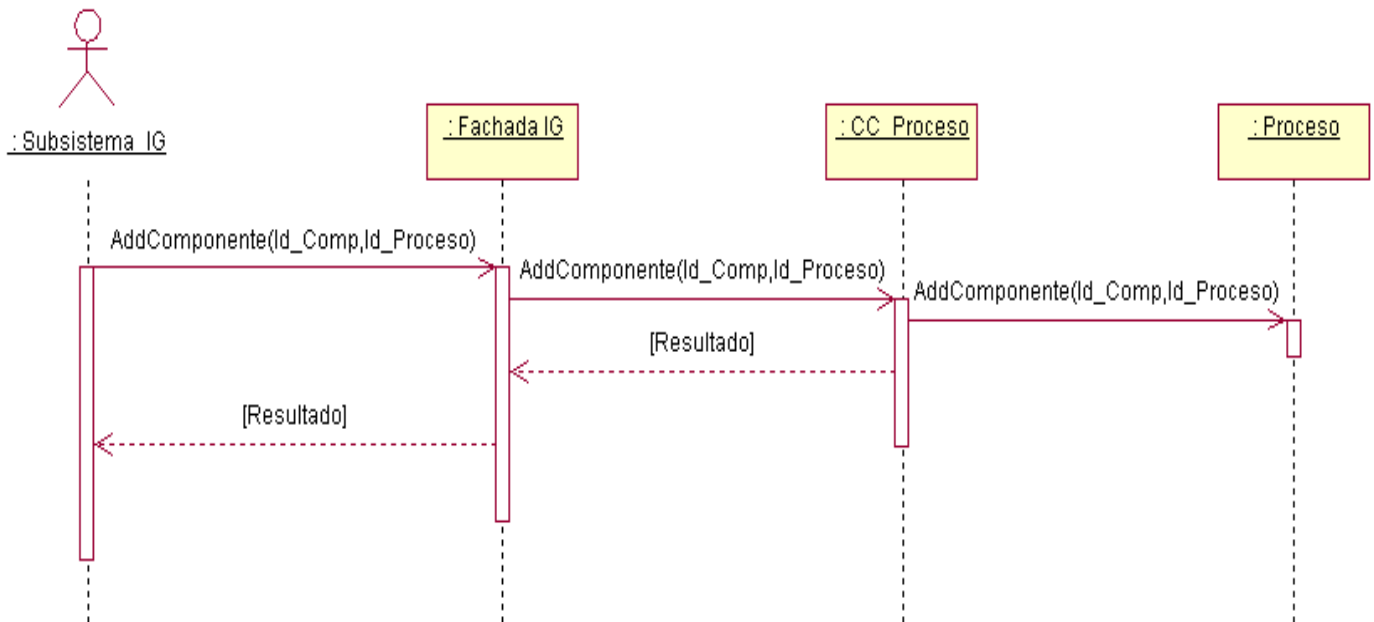 : Subsistema_IG
: Fachada IG
: CC_Proceso
: Proceso
AddComponente(Id_Comp,Id_Proceso)
AddComponente(Id_Comp,Id_Proceso)
AddComponente(Id_Comp,Id_Proceso)
[Resultado]
[Resultado]